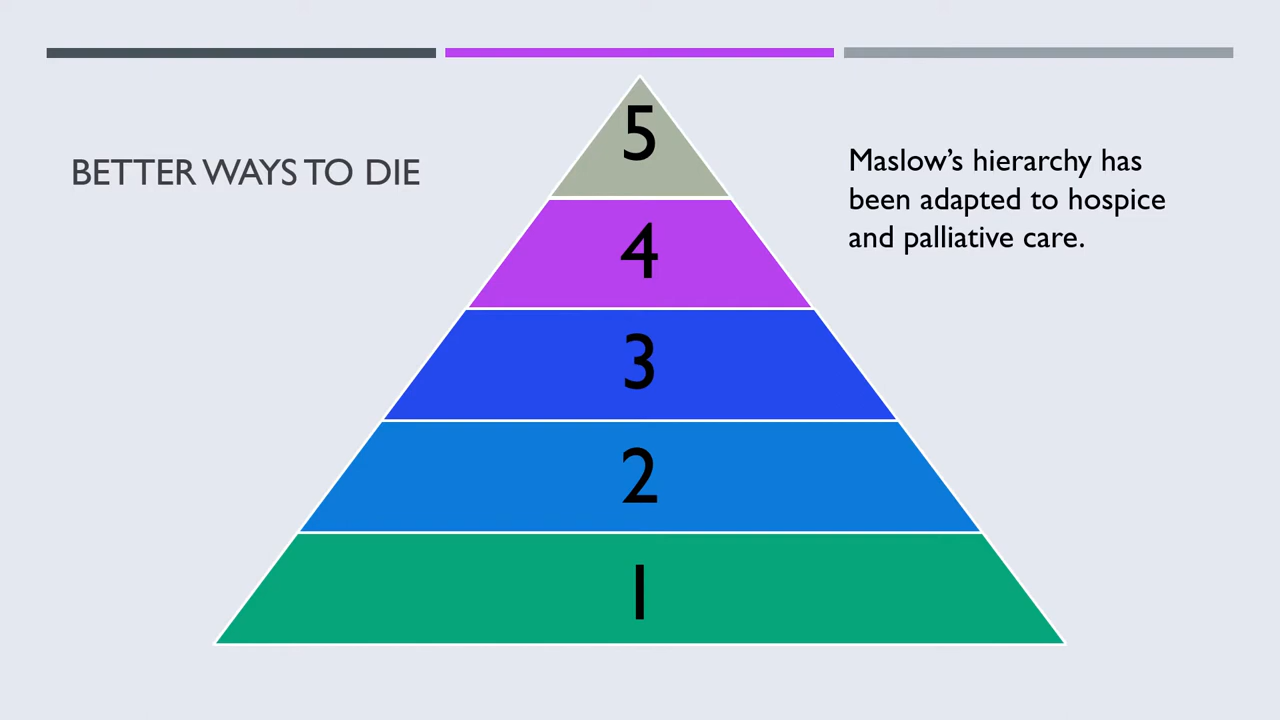 BETTER WAYS TO DIE
Maslow’s hierarchy has
been adapted to hospice
and palliative care.
5
4
3
2
1